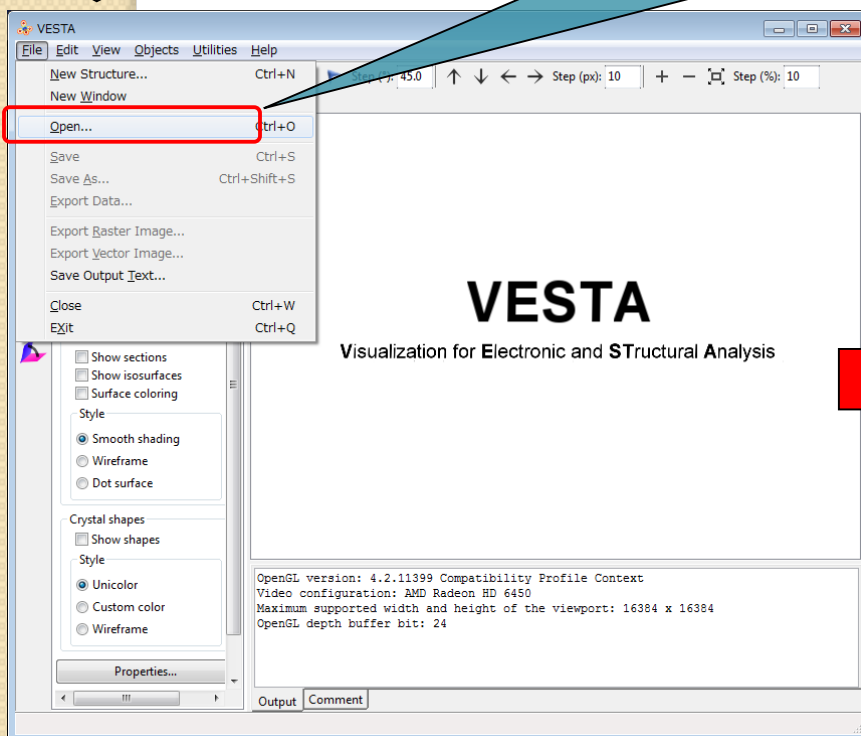 VESTA
File Edit View Objects Utilities Help
New Structure... Ctrl+N
New Window
Open... Ctrl+O
Save Ctrl+S
Save As... Ctrl+Shift+S
Export Data...
Export Raster Image...
Export Vector Image...
Save Output Text...
Close Ctrl+W
EXit Ctrl+Q
Step (°): 45.0 Step (px): 10 Step (%): 10
VESTA
Visualization for Electronic and STructural Analysis
Show sections
Show isosurfaces
Surface coloring
Style
Smooth shading
Wireframe
Dot surface
Crystal shapes
Show shapes
Style
Unicolor
Custom color
Wireframe
Properties...
OpenGL version: 4.2.11399 Compatibility Profile Context
Video configuration: AMD Radeon HD 6450
Maximum supported width and height of the viewport: 16384 x 16384
OpenGL depth buffer bit: 24
Output Comment